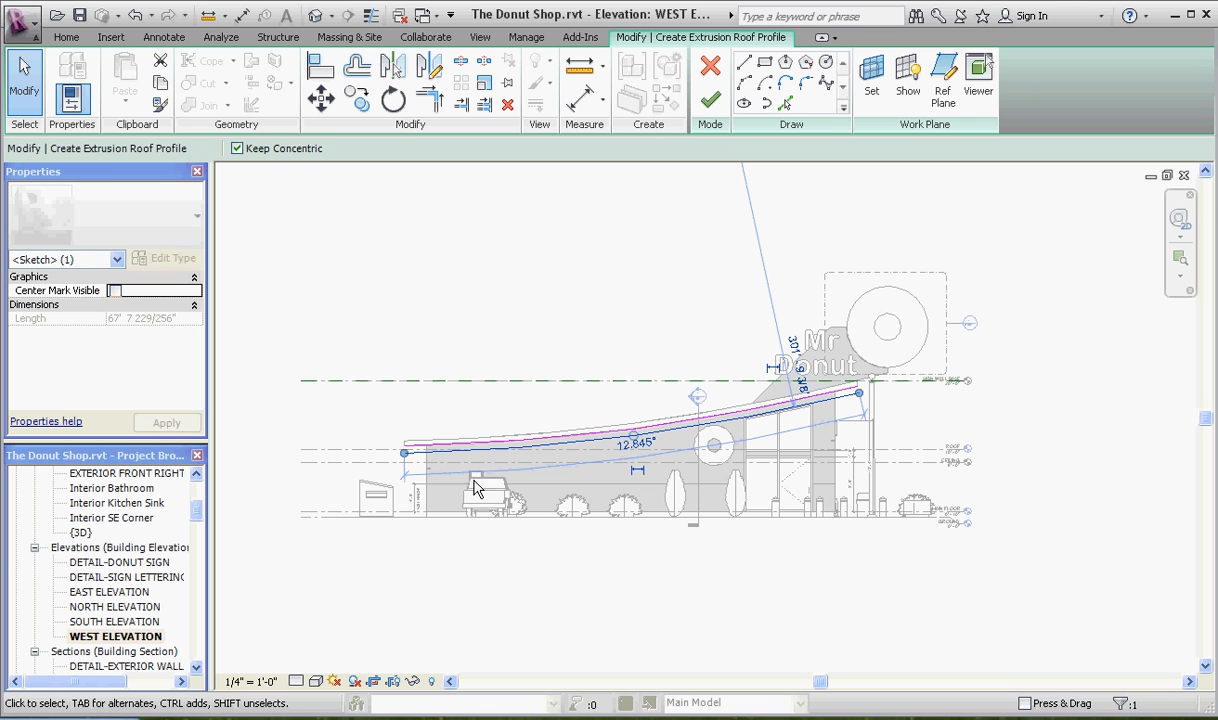 The Donut Shop.rvt - Elevation: WEST E...
Type a keyword or phrase
Sign In
Home Insert Annotate Analyze Structure Massing & Site Collaborate View Manage Add-Ins Modify | Create Extrusion Roof Profile
Modify
Paste
Cope
Cut
Join
Set
Show
Ref
Plane
Viewer
Select Properties Clipboard Geometry Modify View Measure Create Mode Draw Work Plane
Modify | Create Extrusion Roof Profile
Keep Concentric
Properties
<Sketch> (1)
Edit Type
Graphics
Center Mark Visible
Dimensions
Length
67' 7 229/256"
Properties help
Apply
The Donut Shop.rvt - Project Bro...
EXTERIOR FRONT RIGHT
Interior Bathroom
Interior Kitchen Sink
Interior SE Corner
{3D}
Elevations (Building Elevation
DETAIL-DONUT SIGN
DETAIL-SIGN LETTERING
EAST ELEVATION
NORTH ELEVATION
SOUTH ELEVATION
WEST ELEVATION
Sections (Building Section)
DETAIL-EXTERIOR WALL
Mr
Donut
12.845°
2D
1/4" = 1'-0"
Click to select, TAB for alternates, CTRL adds, SHIFT unselects.
:0
Main Model
Press & Drag
:1